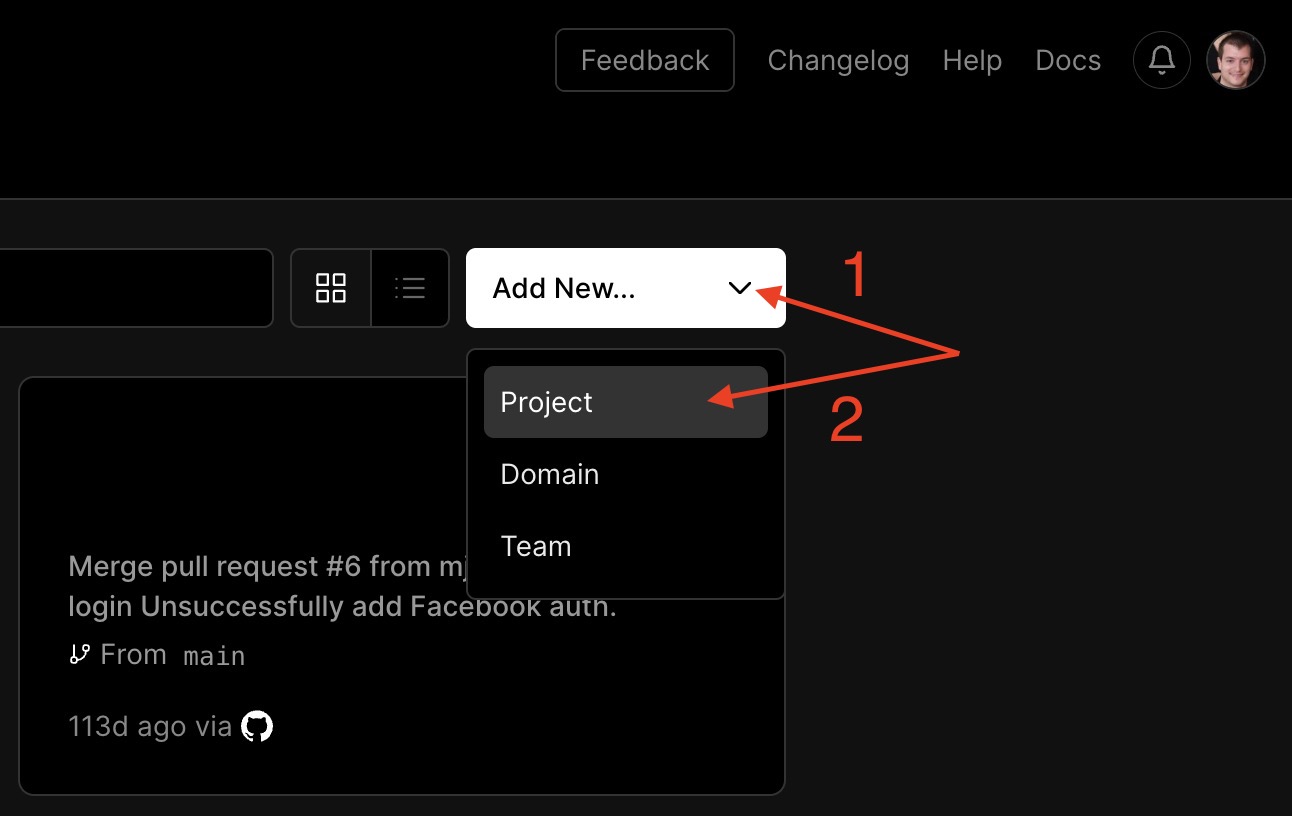 Feedback Changelog Help Docs
Add New...
1
Project
2
Domain
Team
Merge pull request #6 from mj
login Unsuccessfully add Facebook auth.
From main
113d ago via